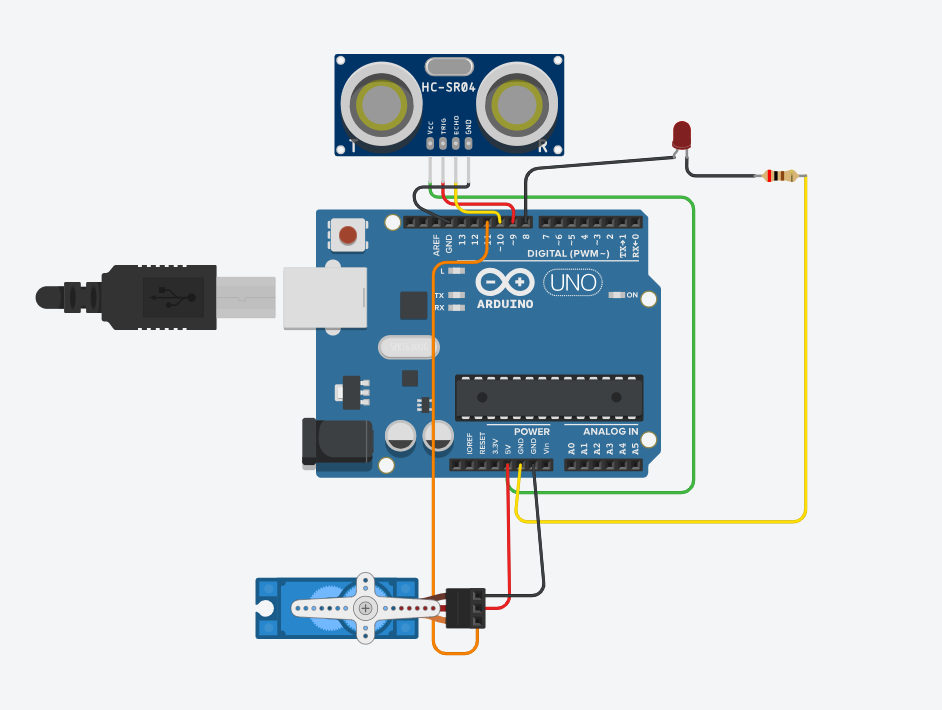 HC-SR04
VCC
TRIG
ECHO
GND
T
R
AREF
GND
13
12
~10
~9
8
7
~6
~5
4
~3
2
TX→1
RX←0
DIGITAL (PWM~)
L
TX
RX
UNO
ON
ARDUINO
POWER
ANALOG IN
IOREF
RESET
3.3V
5V
GND
GND
Vin
A0
A1
A2
A3
A4
A5